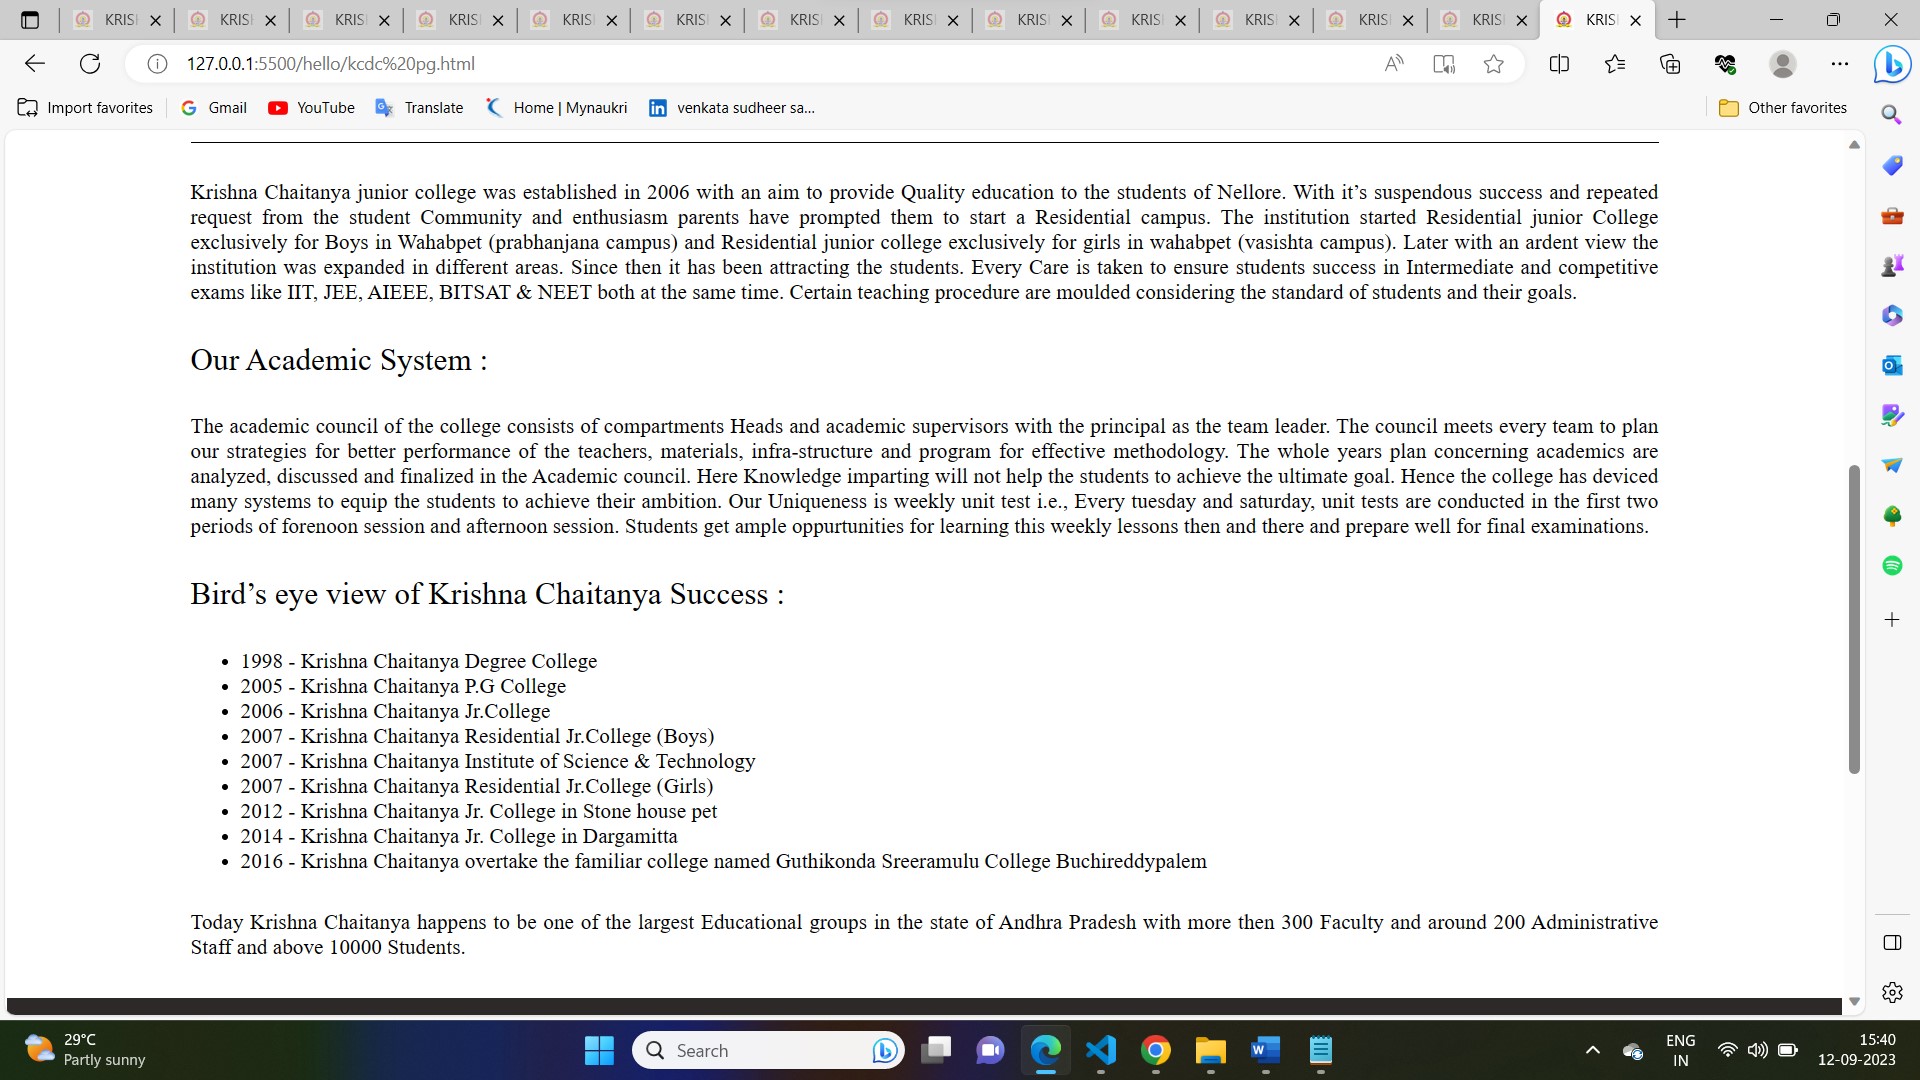 KRISH KRISH KRISH KRISH KRISH KRISH KRISH KRISH KRISH KRISH KRISH KRISH KRISH KRISH
127.0.0.1:5500/hello/kcdc%20pg.html
Import favorites Gmail YouTube Translate Home | Mynaukri venkata sudheer sa... Other favorites
Krishna Chaitanya junior college was established in 2006 with an aim to provide Quality education to the students of Nellore. With it’s suspendous success and repeated
request from the student Community and enthusiasm parents have prompted them to start a Residential campus. The institution started Residential junior College
exclusively for Boys in Wahabpet (prabhanjana campus) and Residential junior college exclusively for girls in wahabpet (vasishta campus). Later with an ardent view the
institution was expanded in different areas. Since then it has been attracting the students. Every Care is taken to ensure students success in Intermediate and competitive
exams like IIT, JEE, AIEEE, BITSAT & NEET both at the same time. Certain teaching procedure are moulded considering the standard of students and their goals.
Our Academic System :
The academic council of the college consists of compartments Heads and academic supervisors with the principal as the team leader. The council meets every team to plan
our strategies for better performance of the teachers, materials, infra-structure and program for effective methodology. The whole years plan concerning academics are
analyzed, discussed and finalized in the Academic council. Here Knowledge imparting will not help the students to achieve the ultimate goal. Hence the college has deviced
many systems to equip the students to achieve their ambition. Our Uniqueness is weekly unit test i.e., Every tuesday and saturday, unit tests are conducted in the first two
periods of forenoon session and afternoon session. Students get ample oppurtunities for learning this weekly lessons then and there and prepare well for final examinations.
Bird’s eye view of Krishna Chaitanya Success :
• 1998 - Krishna Chaitanya Degree College
• 2005 - Krishna Chaitanya P.G College
• 2006 - Krishna Chaitanya Jr.College
• 2007 - Krishna Chaitanya Residential Jr.College (Boys)
• 2007 - Krishna Chaitanya Institute of Science & Technology
• 2007 - Krishna Chaitanya Residential Jr.College (Girls)
• 2012 - Krishna Chaitanya Jr. College in Stone house pet
• 2014 - Krishna Chaitanya Jr. College in Dargamitta
• 2016 - Krishna Chaitanya overtake the familiar college named Guthikonda Sreeramulu College Buchireddypalem
Today Krishna Chaitanya happens to be one of the largest Educational groups in the state of Andhra Pradesh with more then 300 Faculty and around 200 Administrative
Staff and above 10000 Students.
29°C
Partly sunny
Search
ENG
IN
15:40
12-09-2023